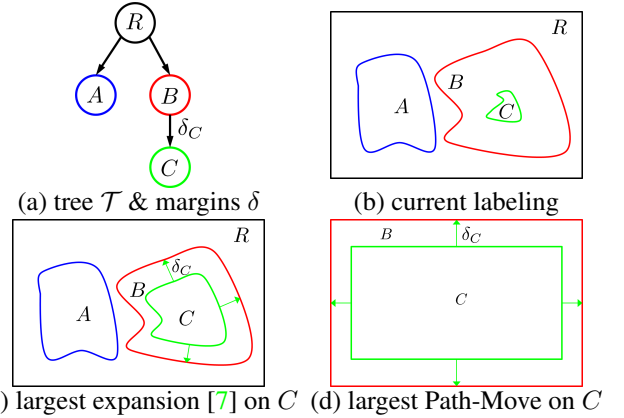 R
A
B
δ_C
C
(a) tree 𝒯 & margins δ
R
B
A
C
(b) current labeling
R
δ_C
B
A
C
) largest expansion [7] on C
B
δ_C
C
(d) largest Path-Move on C